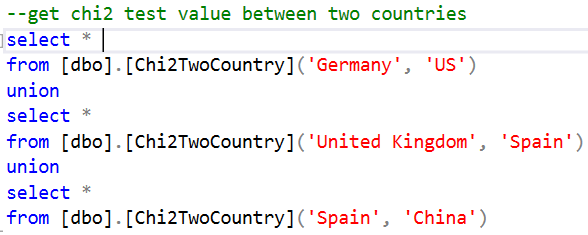 --get chi2 test value between two countries
select *
from [dbo].[Chi2TwoCountry]('Germany', 'US')
union
select *
from [dbo].[Chi2TwoCountry]('United Kingdom', 'Spain')
union
select *
from [dbo].[Chi2TwoCountry]('Spain', 'China')